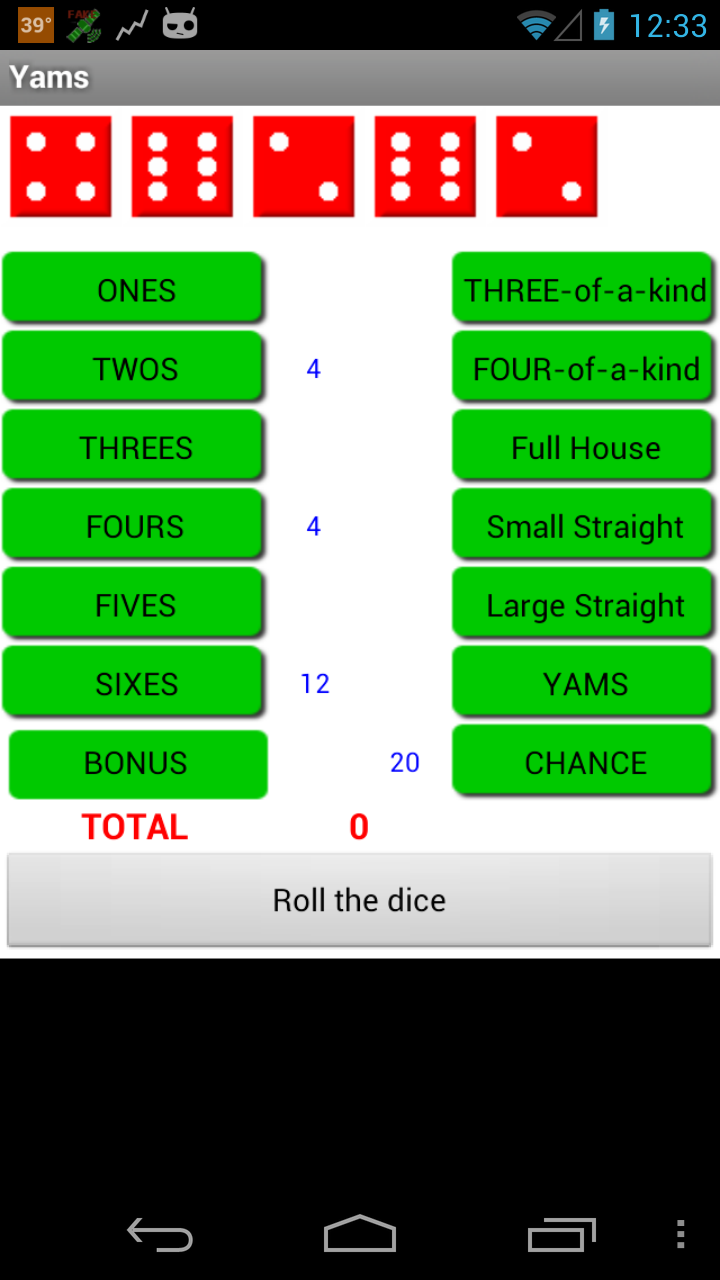 39° FAKE 12:33
Yams
ONES THREE-of-a-kind
TWOS 4 FOUR-of-a-kind
THREES Full House
FOURS 4 Small Straight
FIVES Large Straight
SIXES 12 YAMS
BONUS 20 CHANCE
TOTAL 0
Roll the dice